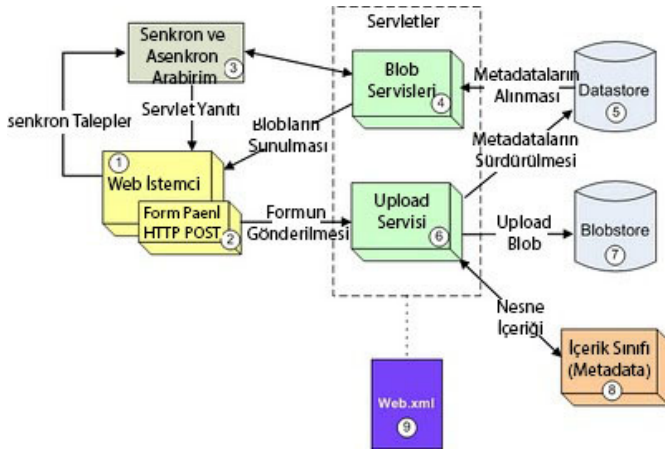 Servletler
Senkron ve
Asenkron
Arabirim
3
Blob
Servisleri
4
Metadataların
Alınması
Datastore
5
senkron Talepler
Servlet Yanıtı
Blobların
Sunulması
Metadataların
Sürdürülmesi
1
Web İstemci
Form Paenl
HTTP POST
2
Formun
Gönderilmesi
Upload
Servisi
6
Upload
Blob
Blobstore
7
Nesne
İçeriği
İçerik Sınıfı
(Metadata)
8
Web.xml
9